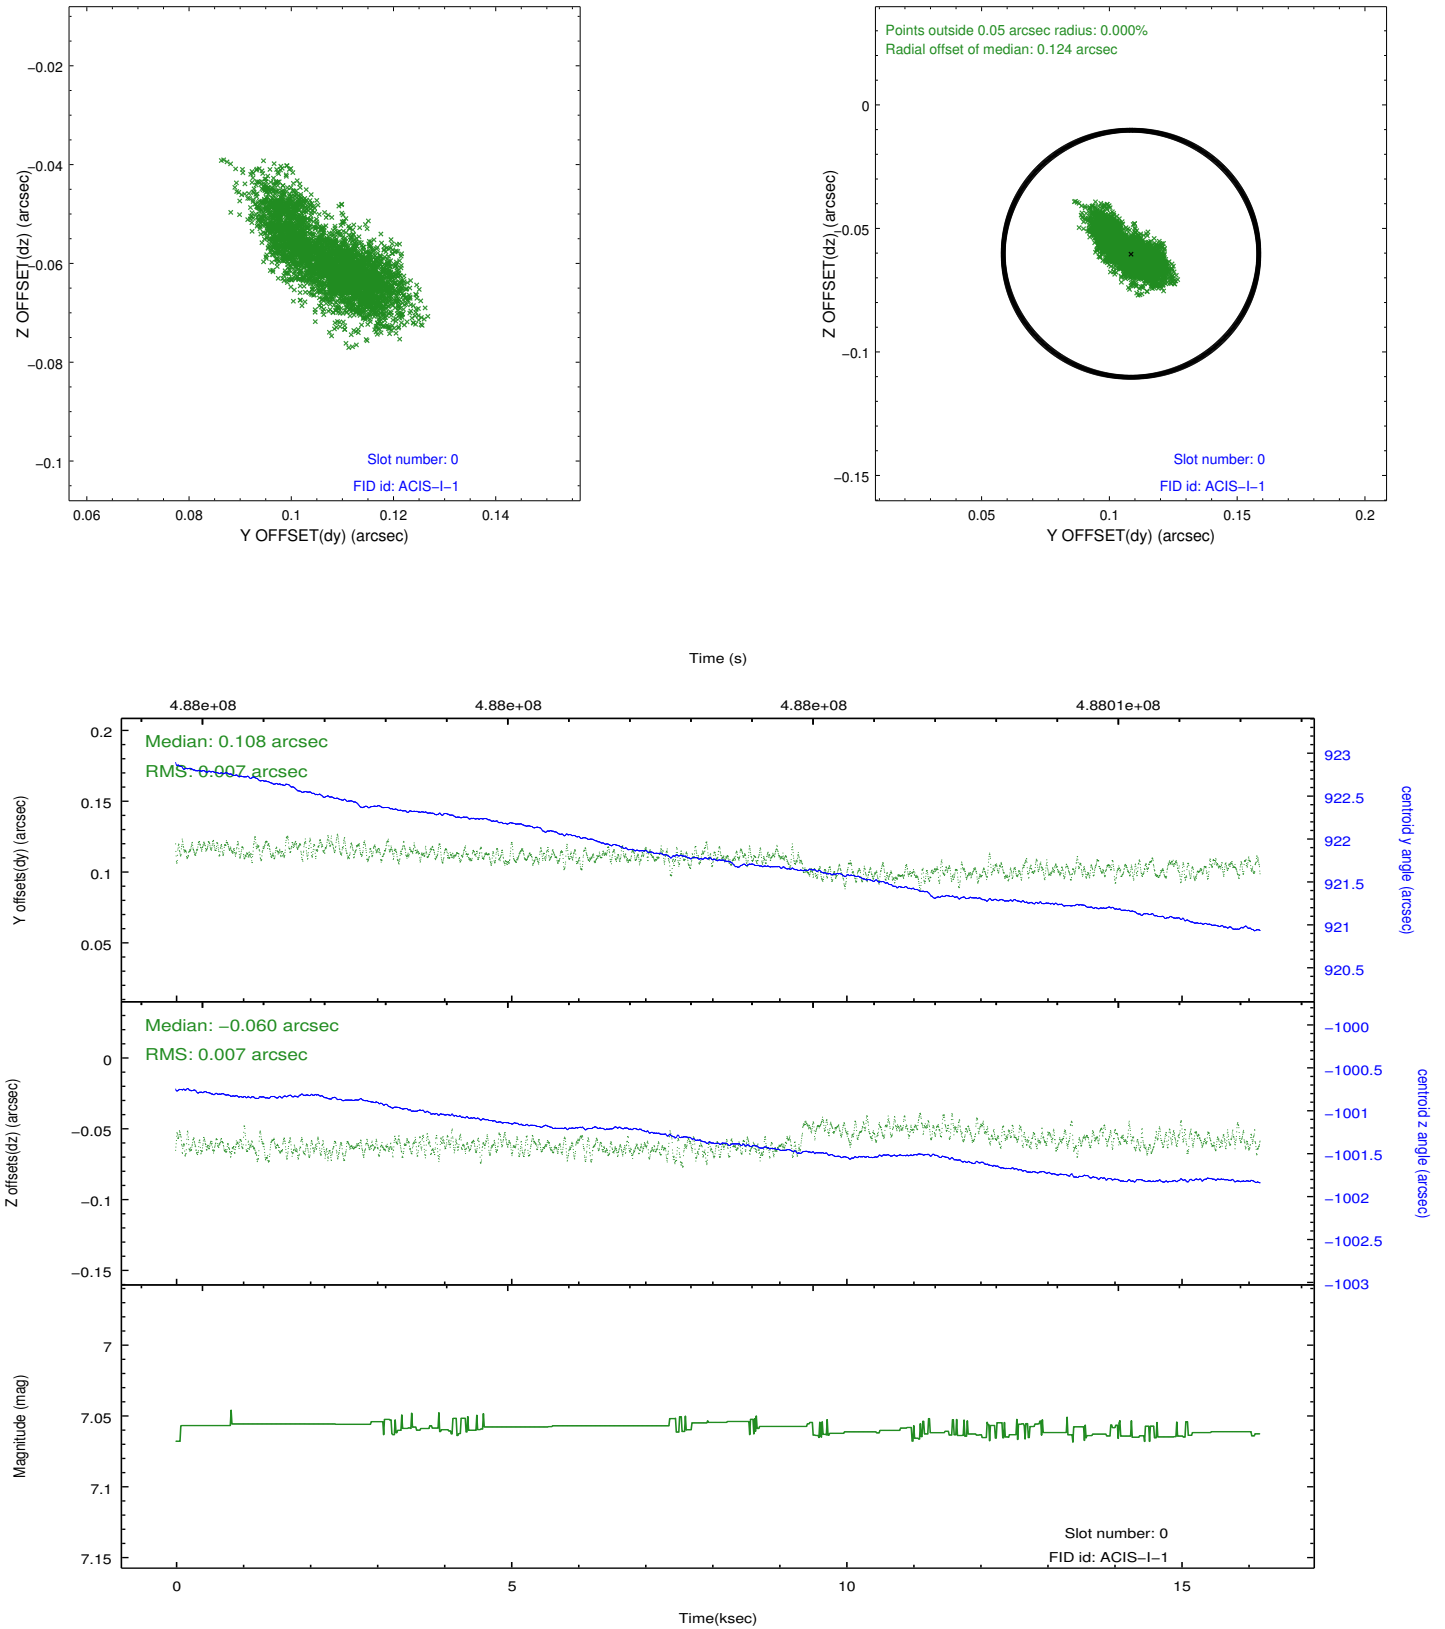 −0.02
−0.04
−0.06
−0.08
−0.1
Z OFFSET(dz) (arcsec)
Slot number: 0
FID id: ACIS−I−1
0.06
0.08
0.1
0.12
0.14
Y OFFSET(dy) (arcsec)
Points outside 0.05 arcsec radius: 0.000%
Radial offset of median: 0.124 arcsec
0
−0.05
−0.1
−0.15
Z OFFSET(dz) (arcsec)
Slot number: 0
FID id: ACIS−I−1
0.05
0.1
0.15
0.2
Y OFFSET(dy) (arcsec)
Time (s)
4.88e+08
4.88e+08
4.88e+08
4.8801e+08
Median: 0.108 arcsec
RMS: 0.007 arcsec
0.2
0.15
0.1
0.05
Y offsets(dy) (arcsec)
923
922.5
922
921.5
921
920.5
centroid y angle (arcsec)
Median: −0.060 arcsec
RMS: 0.007 arcsec
0
−0.05
−0.1
−0.15
Z offsets(dz) (arcsec)
−1000
−1000.5
−1001
−1001.5
−1002
−1002.5
−1003
centroid z angle (arcsec)
7
7.05
7.1
7.15
Magnitude (mag)
Slot number: 0
FID id: ACIS−I−1
0
5
10
15
Time(ksec)